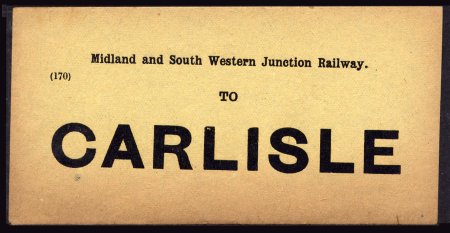 Midland and South Western Junction Railway.
(170)
TO
CARLISLE